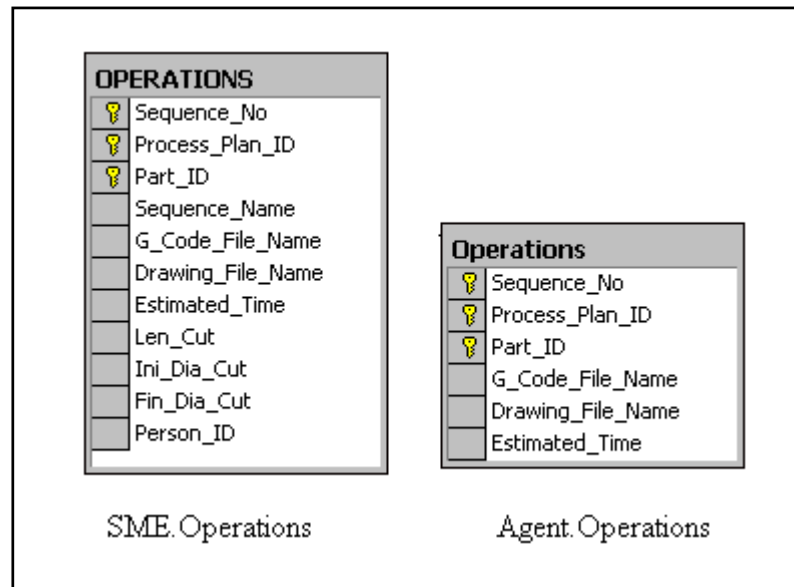 OPERATIONS
Sequence_No
Process_Plan_ID
Part_ID
Sequence_Name
G_Code_File_Name
Drawing_File_Name
Estimated_Time
Len_Cut
Ini_Dia_Cut
Fin_Dia_Cut
Person_ID
SME.Operations
Operations
Sequence_No
Process_Plan_ID
Part_ID
G_Code_File_Name
Drawing_File_Name
Estimated_Time
Agent.Operations